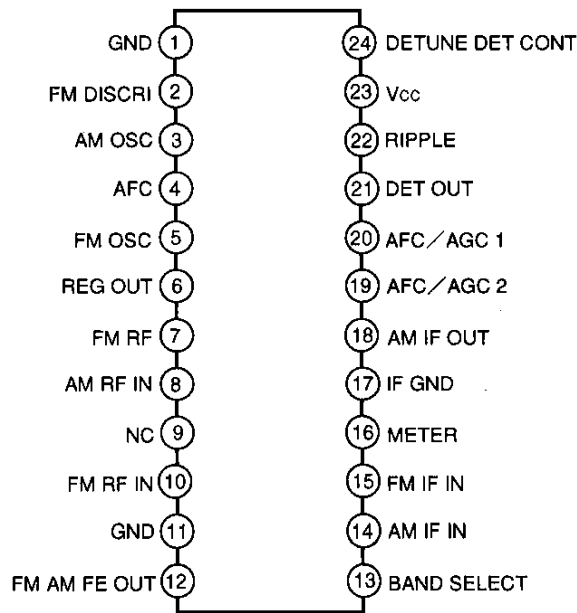 GND 1 24 DETUNE DET CONT
FM DISCRI 2 23 Vcc
AM OSC 3 22 RIPPLE
AFC 4 21 DET OUT
FM OSC 5 20 AFC/AGC 1
REG OUT 6 19 AFC/AGC 2
FM RF 7 18 AM IF OUT
AM RF IN 8 17 IF GND
NC 9 16 METER
FM RF IN 10 15 FM IF IN
GND 11 14 AM IF IN
FM AM FE OUT 12 13 BAND SELECT